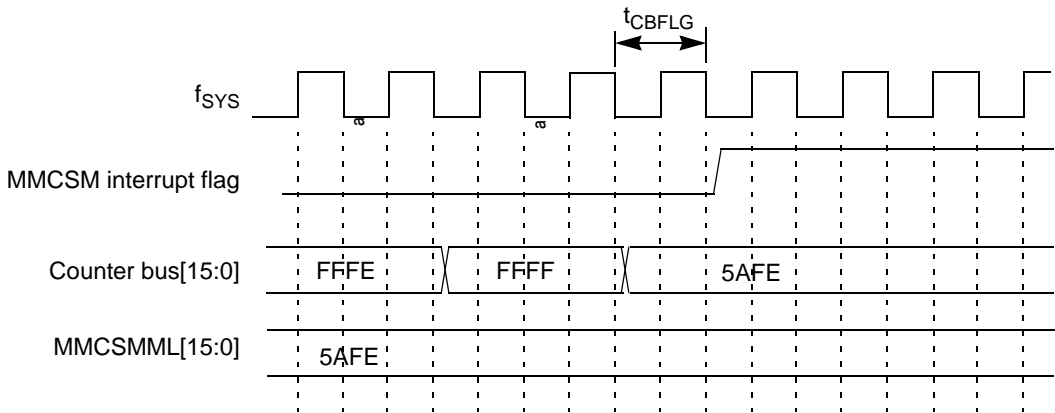 tCBFLG
fSYS
a a
MMCSM interrupt flag
Counter bus[15:0] FFFE FFFF 5AFE
MMCSMML[15:0]
5AFE